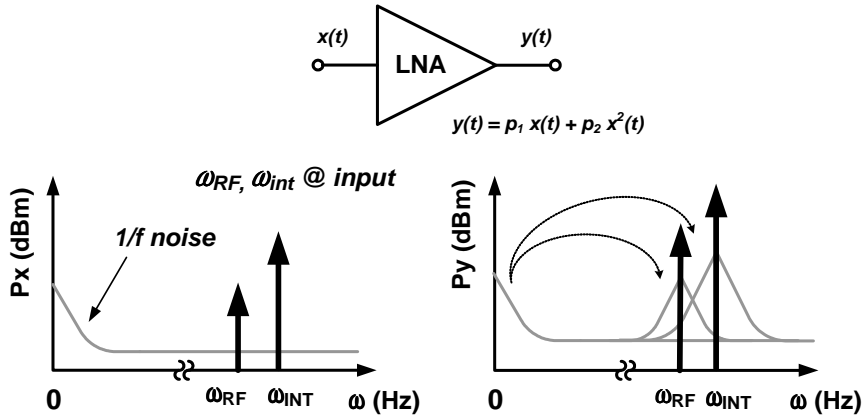 x(t)
y(t)
LNA
y(t) = p₁ x(t) + p₂ x²(t)
ωRF, ωint @ input
Px (dBm)
1/f noise
0
ωRF
ωINT
ω (Hz)
Py (dBm)
0
ωRF
ωINT
ω (Hz)